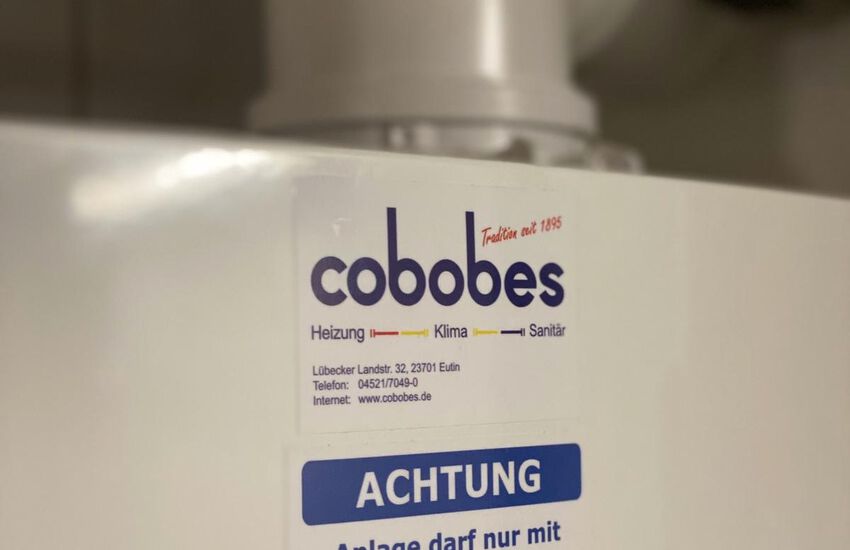 Tradition seit 1895
cobobes
Heizung Klima Sanitär
Lübecker Landstr. 32, 23701 Eutin
Telefon: 04521/7049-0
Internet: www.cobobes.de
ACHTUNG
Anlage darf nur mit